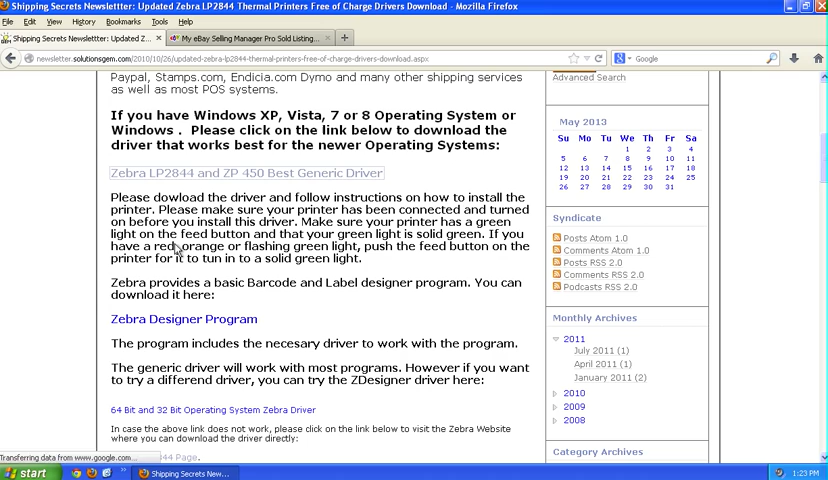 Shipping Secrets Newslettter: Updated Zebra LP2844 Thermal Printers Free of Charge Drivers Download - Mozilla Firefox
File Edit View History Bookmarks Tools Help
Shipping Secrets Newslettter: Updated Z...
My eBay Selling Manager Pro Sold Listing...
newsletter.solutionsgem.com/2010/10/26/updated-zebra-lp2844-thermal-printers-free-of-charge-drivers-download.aspx
Google
Paypal, Stamps.com, Endicia.com Dymo and many other shipping services
as well as most POS systems.
If you have Windows XP, Vista, 7 or 8 Operating System or
Windows . Please click on the link below to download the
driver that works best for the newer Operating Systems:
Zebra LP2844 and ZP 450 Best Generic Driver
Please dowload the driver and follow instructions on how to install the
printer. Please make sure your printer has been connected and turned
on before you install this driver. Make sure your printer has a green
light on the feed button and that your green light is solid green. If you
have a red, orange or flashing green light, push the feed button on the
printer for it to tun in to a solid green light.
Zebra provides a basic Barcode and Label designer program. You can
download it here:
Zebra Designer Program
The program includes the necesary driver to work with the program.
The generic driver will work with most programs. However if you want
to try a differend driver, you can try the ZDesigner driver here:
64 Bit and 32 Bit Operating System Zebra Driver
In case the above link does not work, please click on the link below to visit the Zebra Website
where you can download the driver directly:
44 Page.
Transferring data from www.google.com...
Advanced Search
May 2013
Su Mo Tu We Th Fr Sa
1 2 3 4
5 6 7 8 9 10 11
12 13 14 15 16 17 18
19 20 21 22 23 24 25
26 27 28 29 30 31
Syndicate
Posts Atom 1.0
Comments Atom 1.0
Posts RSS 2.0
Comments RSS 2.0
Podcasts RSS 2.0
Monthly Archives
2011
July 2011 (1)
April 2011 (1)
January 2011 (2)
2010
2009
2008
Category Archives
start
Shipping Secrets New...
1:23 PM